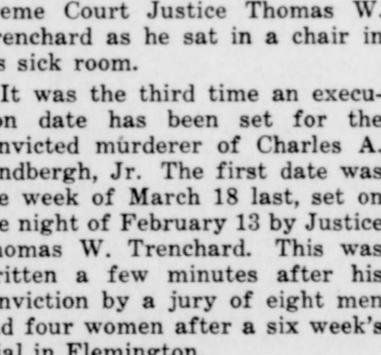 eme Court Justice Thomas W.
renchard as he sat in a chair in
s sick room.
It was the third time an execu-
on date has been set for the
nvicted murderer of Charles A.
ndbergh, Jr. The first date was
e week of March 18 last, set on
e night of February 13 by Justice
homas W. Trenchard. This was
ritten a few minutes after his
nviction by a jury of eight men
d four women after a six week's
ial in Flemington.